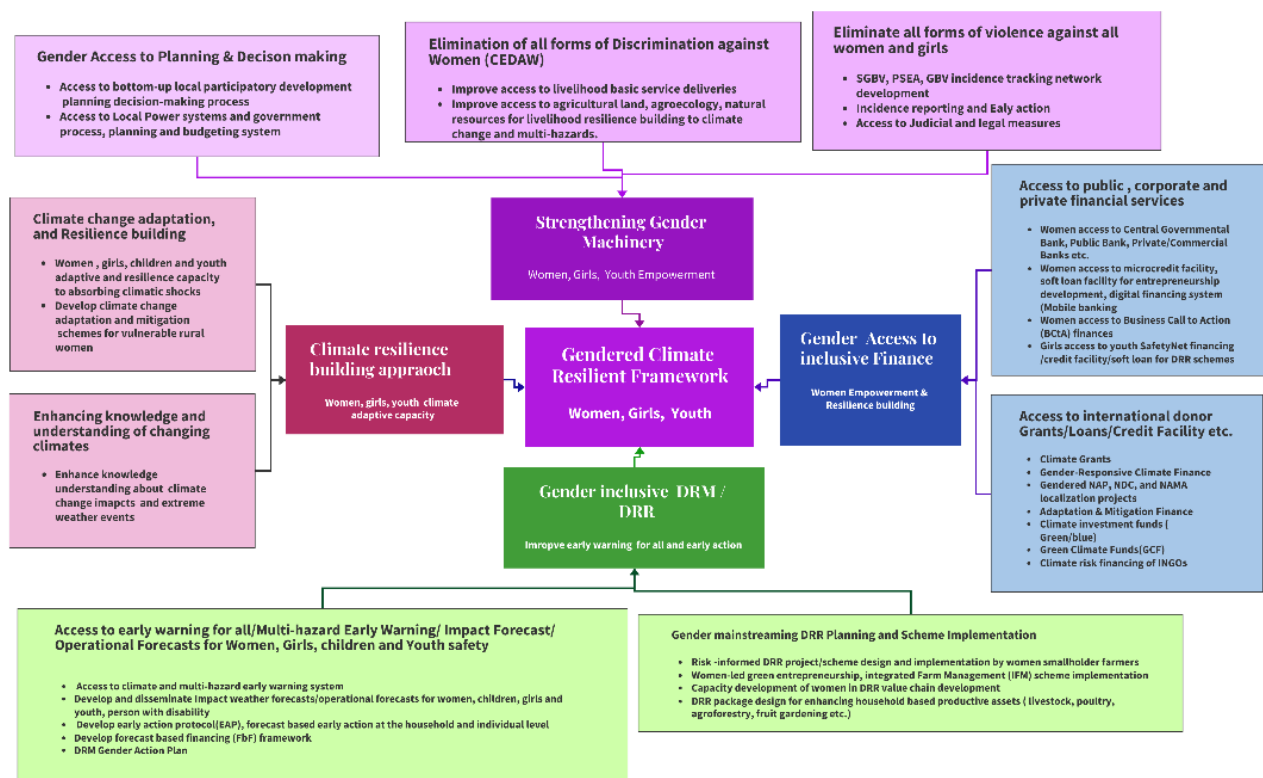 Gender Access to Planning & Decison making
• Access to bottom-up local participatory development
planning decision-making process
• Access to Local Power systems and government
process, planning and budgeting system
Elimination of all forms of Discrimination against
Women (CEDAW)
• Improve access to livelihood basic service deliveries
• Improve access to agricultural land, agroecology, natural
resources for livelihood resilience building to climate
change and multi-hazards.
Eliminate all forms of violence against all
women and girls
• SGBV, PSEA, GBV incidence tracking network
development
• Incidence reporting and Ealy action
• Access to Judicial and legal measures
Climate change adaptation,
and Resilience building
• Women , girls, children and youth
adaptive and resilience capacity
to absorbing climatic shocks
• Develop climate change
adaptation and mitigation
schemes for vulnerable rural
women
Strengthening Gender
Machinery
Women, Girls, Youth Empowerment
Access to public , corporate and
private financial services
• Women access to Central Governmental
Bank, Public Bank, Private/Commercial
Banks etc.
• Women access to microcredit facility,
soft loan facility for entrepreneurship
development, digital financing system
(Mobile banking
• Women access to Business Call to Action
(BCtA) finances
• Girls access to youth SafetyNet financing
/credit facility/soft loan for DRR schemes
Climate resilience
building appraoch
Women, girls, youth climate
adaptive capacity
Gendered Climate
Resilient Framework
Women, Girls, Youth
Gender Access to
inclusive Finance
Women Empowerment &
Resilience building
Enhancing knowledge and
understanding of changing
climates
• Enhance knowledge
understanding about climate
change imapcts and extreme
weather events
Gender inclusive DRM /
DRR
Imropve early warning for all and early action
Access to international donor
Grants/Loans/Credit Facility etc.
• Climate Grants
• Gender-Responsive Climate Finance
• Gendered NAP, NDC, and NAMA
localization projects
• Adaptation & Mitigation Finance
• Climate investment funds (
Green/blue)
• Green Climate Funds(GCF)
• Climate risk financing of INGOs
Access to early warning for all/Multi-hazard Early Warning/ Impact Forecast/
Operational Forecasts for Women, Girls, children and Youth safety
• Access to climate and multi-hazard early warning system
• Develop and disseminate Impact weather forecasts/operational forecasts for women, children, girls and
youth, person with disability
• Develop early action protocol(EAP), forecast based early action at the household and individual level
• Develop forecast based financing (FbF) framework
• DRM Gender Action Plan
Gender mainstreaming DRR Planning and Scheme Implementation
• Risk -informed DRR project/scheme design and implementation by women smallholder farmers
• Women-led green entrepreneurship, integrated Farm Management (IFM) scheme implementation
• Capacity development of women in DRR value chain development
• DRR package design for enhancing household based productive assets ( livestock, poultry,
agroforestry, fruit gardening etc.)